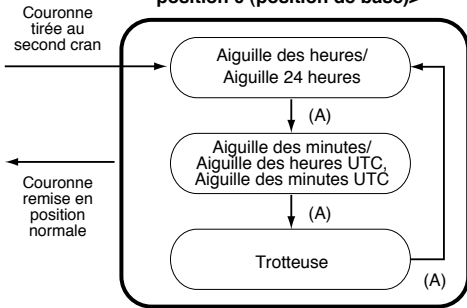 position 0 (position de base)>
Couronne
tirée au
second cran
Aiguille des heures/
Aiguille 24 heures
(A)
Aiguille des minutes/
Aiguille des heures UTC,
Aiguille des minutes UTC
Couronne
remise en
position
normale
(A)
Trotteuse
(A)